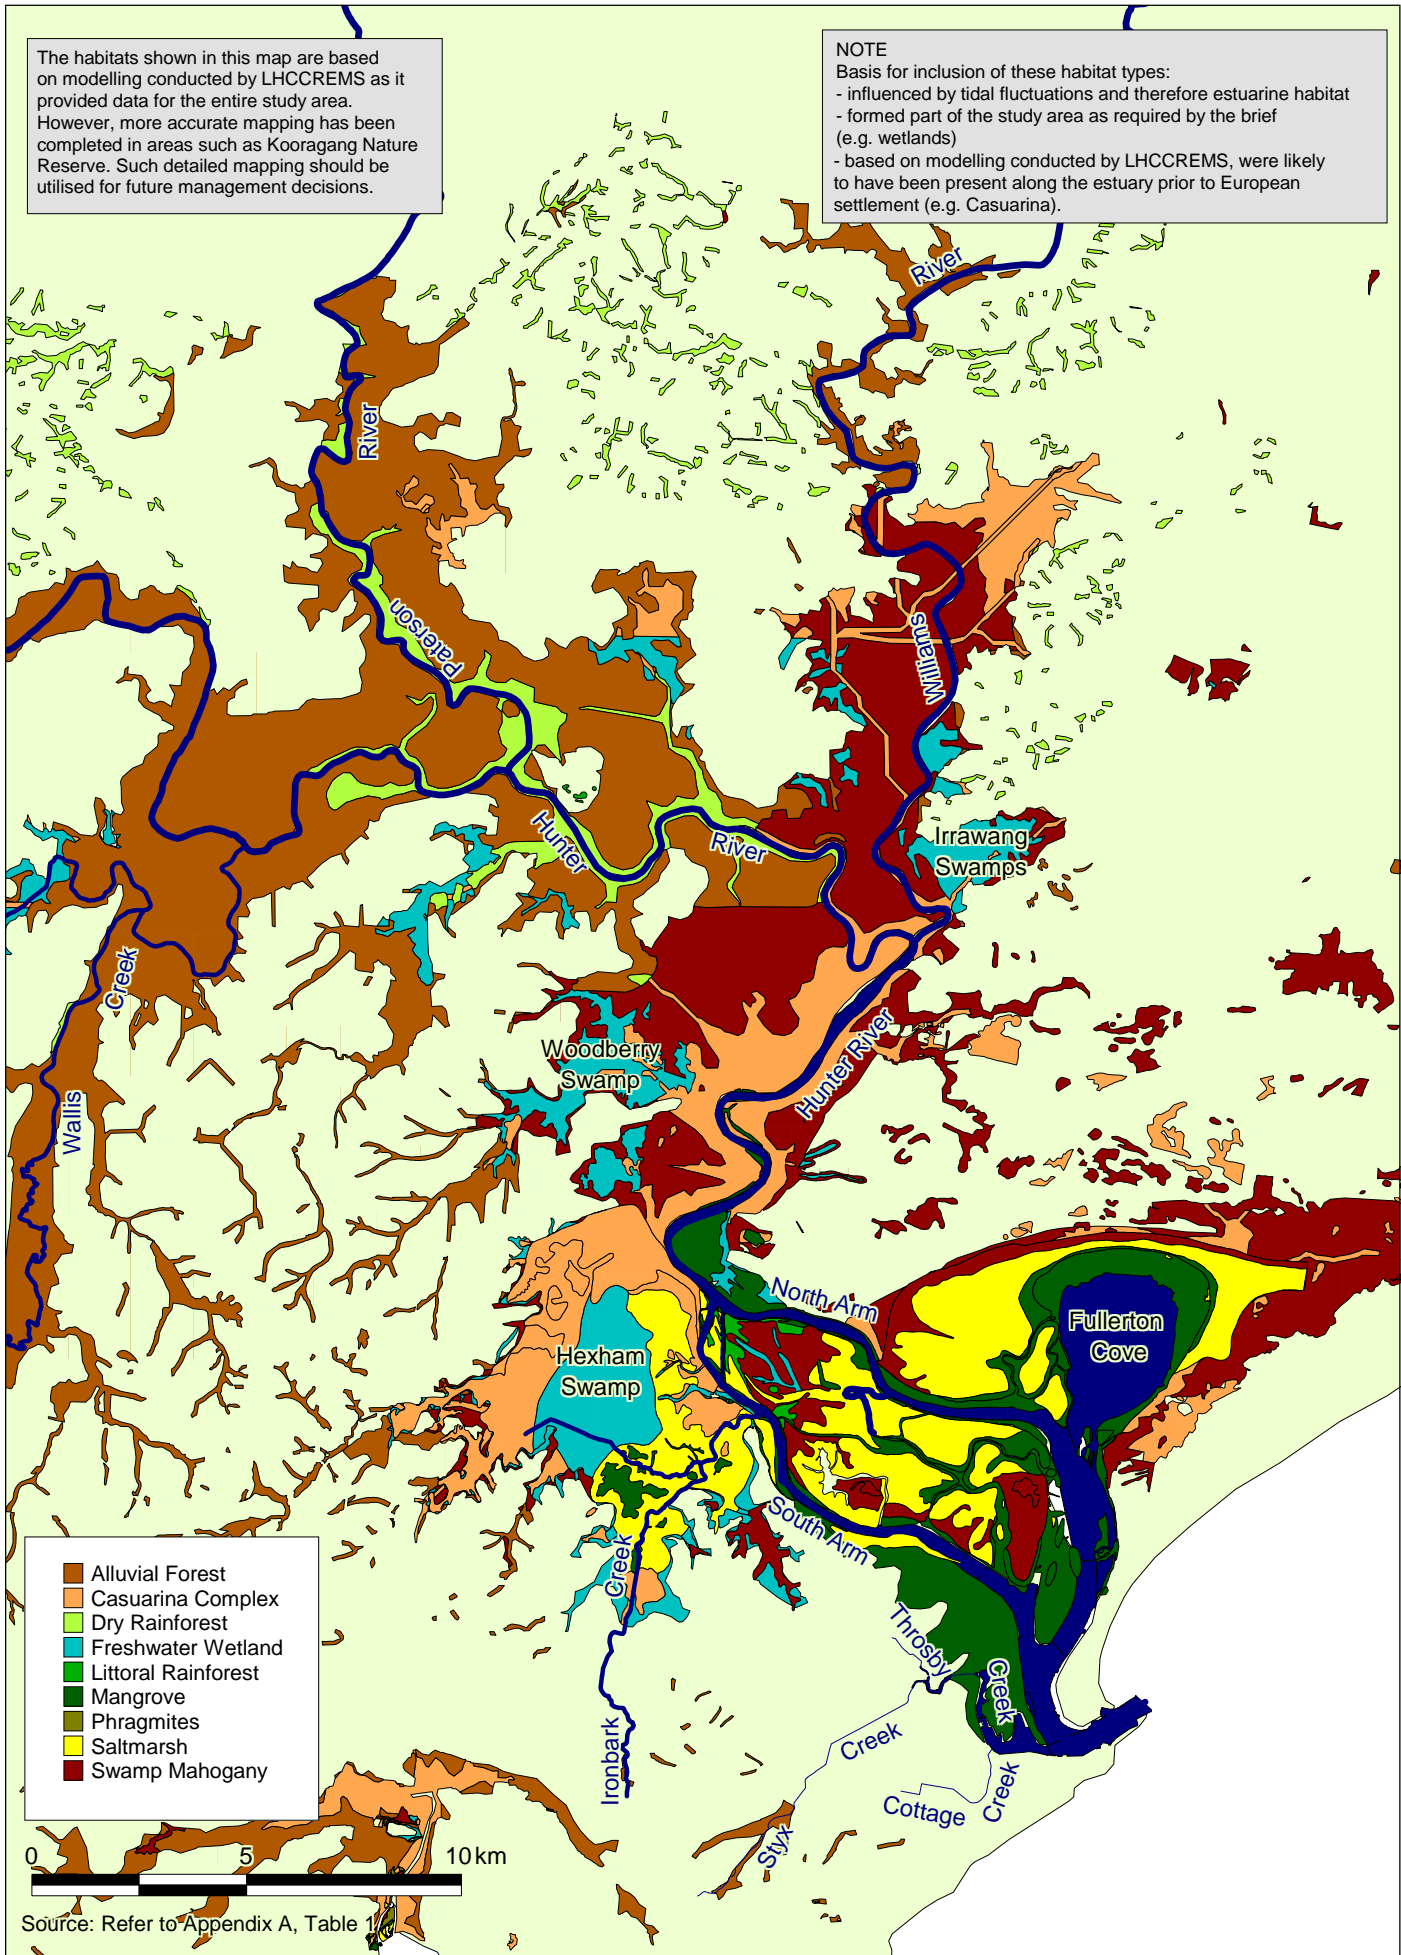 The habitats shown in this map are based
on modelling conducted by LHCCREMS as it
provided data for the entire study area.
However, more accurate mapping has been
completed in areas such as Kooragang Nature
Reserve. Such detailed mapping should be
utilised for future management decisions.
NOTE
Basis for inclusion of these habitat types:
- influenced by tidal fluctuations and therefore estuarine habitat
- formed part of the study area as required by the brief
(e.g. wetlands)
- based on modelling conducted by LHCCREMS, were likely
to have been present along the estuary prior to European
settlement (e.g. Casuarina).
River
River
Paterson
Williams
Hunter
River
Irrawang
Swamps
Creek
Wallis
Woodberry
Swamp
Hunter River
North Arm
Fullerton
Cove
Hexham
Swamp
South Arm
Creek
Ironbark
Throsby
Creek
Creek
Styx
Cottage
Creek
Alluvial Forest
Casuarina Complex
Dry Rainforest
Freshwater Wetland
Littoral Rainforest
Mangrove
Phragmites
Saltmarsh
Swamp Mahogany
0 5 10 km
Source: Refer to Appendix A, Table 1